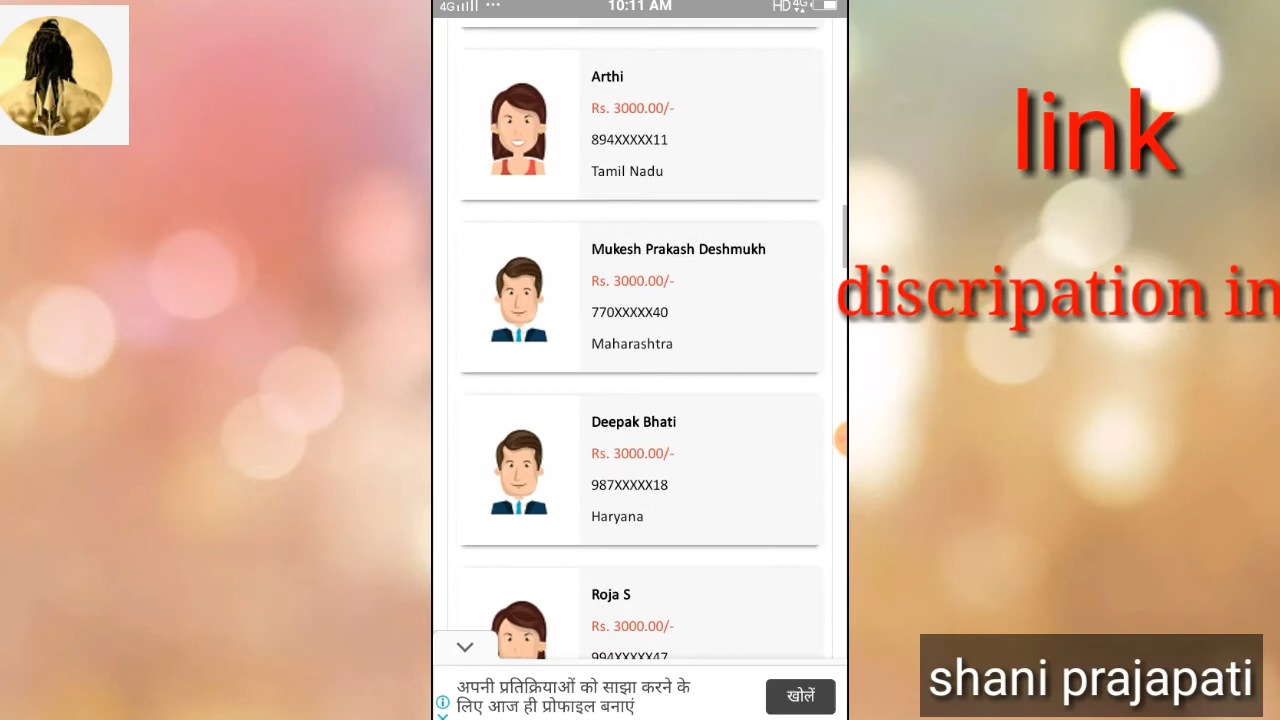 4G
10:11 AM
HD 4G
Arthi
Rs. 3000.00/-
894XXXXX11
Tamil Nadu
Mukesh Prakash Deshmukh
Rs. 3000.00/-
770XXXXX40
Maharashtra
Deepak Bhati
Rs. 3000.00/-
987XXXXX18
Haryana
Roja S
Rs. 3000.00/-
994XXXXX47
अपनी प्रतिक्रियाओं को साझा करने के
लिए आज ही प्रोफाइल बनाएं
खोलें
link
discripation in
shani prajapati